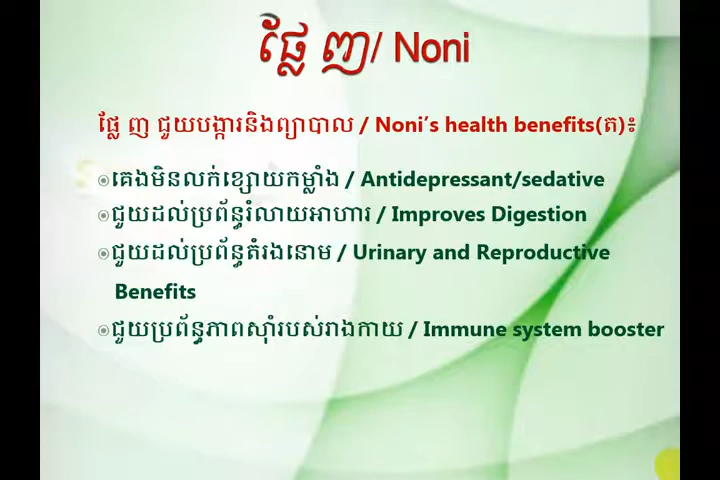 ផ្លែ ញ/ Noni
ផ្លែ ញ ជួយបង្ការនិងព្យាបាល / Noni’s health benefits(ត)៖
គេងមិនលក់ខ្សោយកម្លាំង / Antidepressant/sedative
ជួយដល់ប្រព័ន្ធរំលាយអាហារ / Improves Digestion
ជួយដល់ប្រព័ន្ធតំរងនោម / Urinary and Reproductive
Benefits
ជួយប្រព័ន្ធភាពស៊ាំរបស់រាងកាយ / Immune system booster